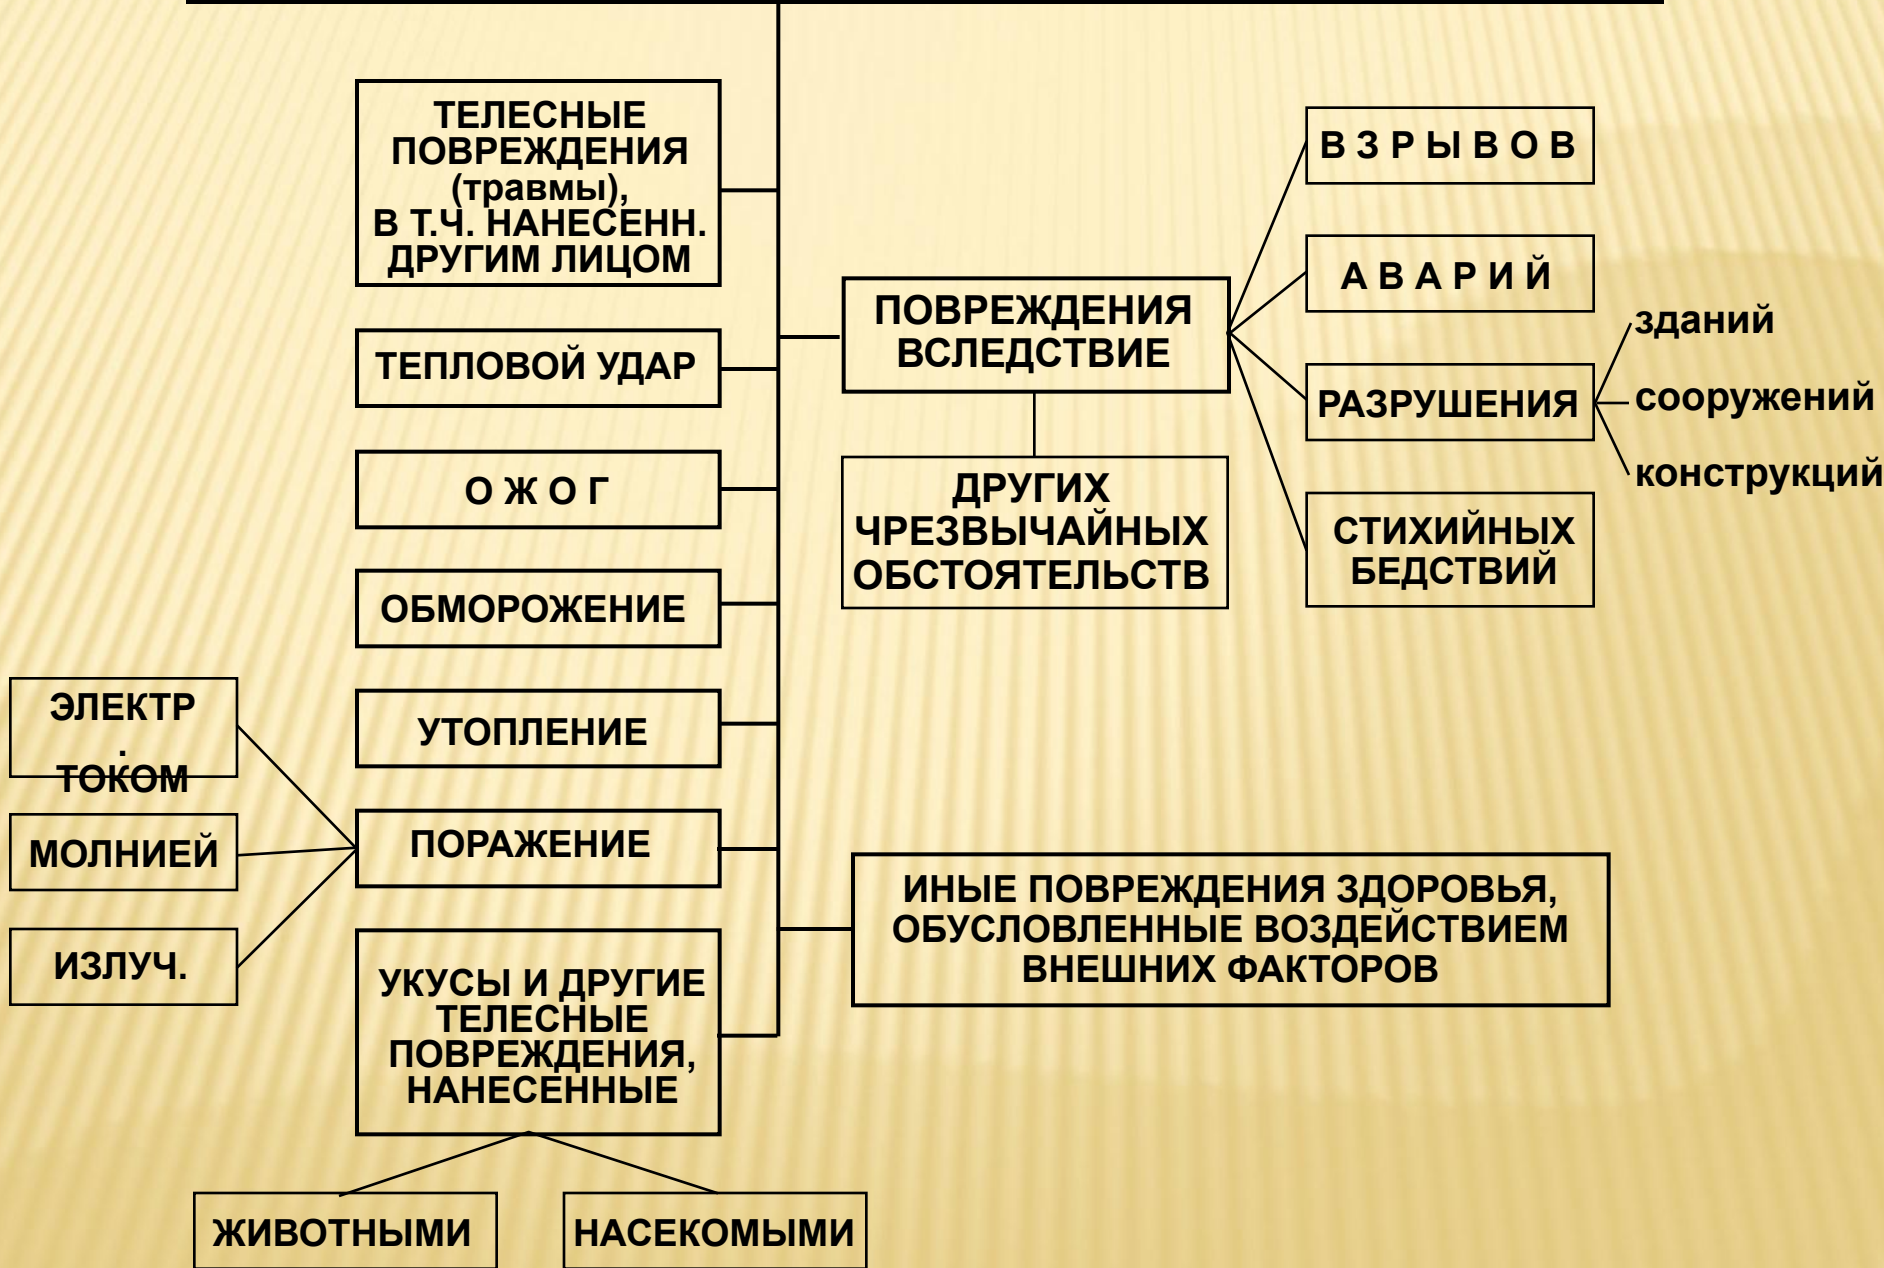 ТЕЛЕСНЫЕ
ПОВРЕЖДЕНИЯ
(травмы),
В Т.Ч. НАНЕСЕНН.
ДРУГИМ ЛИЦОМ
ТЕПЛОВОЙ УДАР
О Ж О Г
ОБМОРОЖЕНИЕ
УТОПЛЕНИЕ
ПОРАЖЕНИЕ
ЭЛЕКТР
.
ТОКОМ
МОЛНИЕЙ
ИЗЛУЧ.
УКУСЫ И ДРУГИЕ
ТЕЛЕСНЫЕ
ПОВРЕЖДЕНИЯ,
НАНЕСЕННЫЕ
ЖИВОТНЫМИ
НАСЕКОМЫМИ
ПОВРЕЖДЕНИЯ
ВСЛЕДСТВИЕ
В З Р Ы В О В
А В А Р И Й
РАЗРУШЕНИЯ
зданий
сооружений
конструкций
СТИХИЙНЫХ
БЕДСТВИЙ
ДРУГИХ
ЧРЕЗВЫЧАЙНЫХ
ОБСТОЯТЕЛЬСТВ
ИНЫЕ ПОВРЕЖДЕНИЯ ЗДОРОВЬЯ,
ОБУСЛОВЛЕННЫЕ ВОЗДЕЙСТВИЕМ
ВНЕШНИХ ФАКТОРОВ